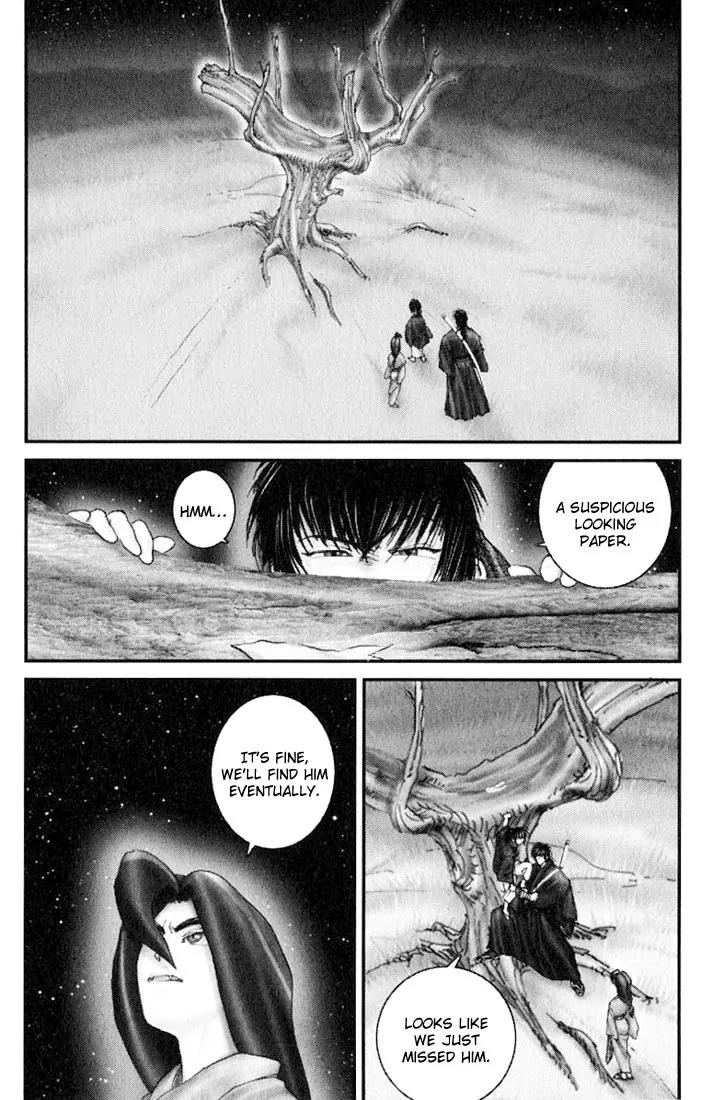 A SUSPICIOUS
LOOKING
PAPER.
HMM...
LOOKS LIKE
WE JUST
MISSED HIM.
IT'S FINE,
WE'LL FIND HIM
EVENTUALLY.